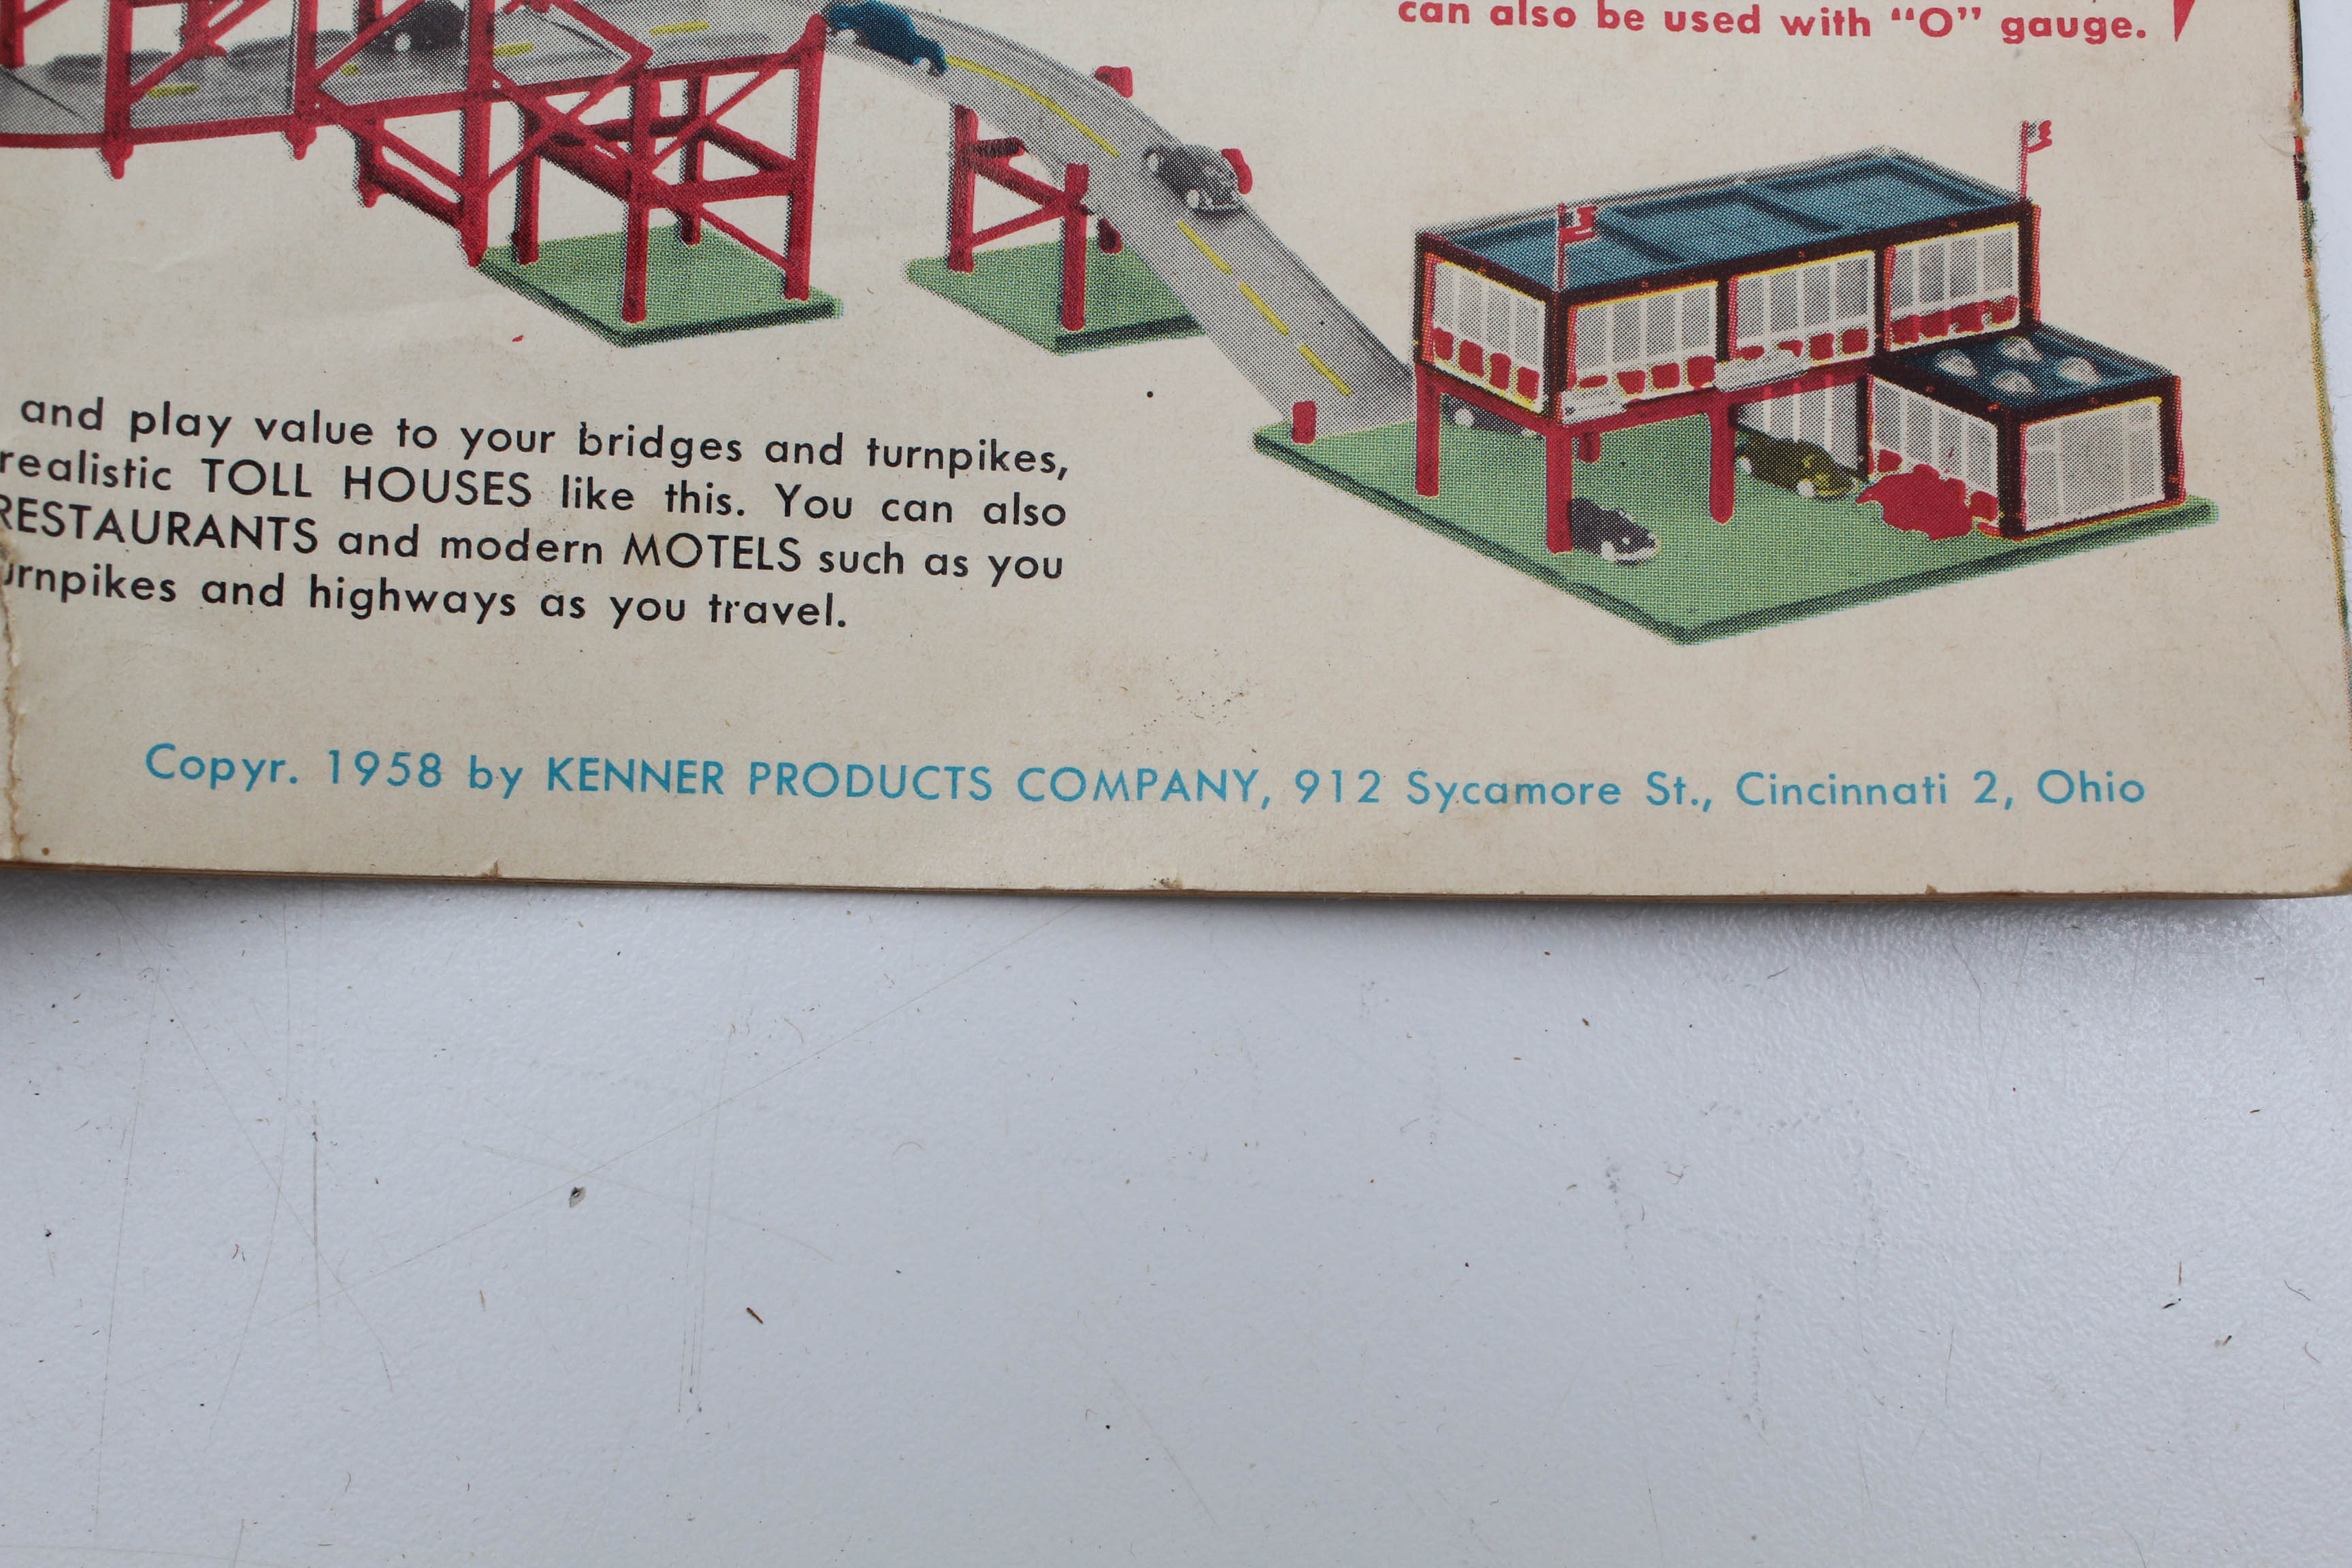 can also be used with “O” gauge.
and play value to your bridges and turnpikes,
realistic TOLL HOUSES like this. You can also
RESTAURANTS and modern MOTELS such as you
urnpikes and highways as you travel.
Copyr. 1958 by KENNER PRODUCTS COMPANY, 912 Sycamore St., Cincinnati 2, Ohio